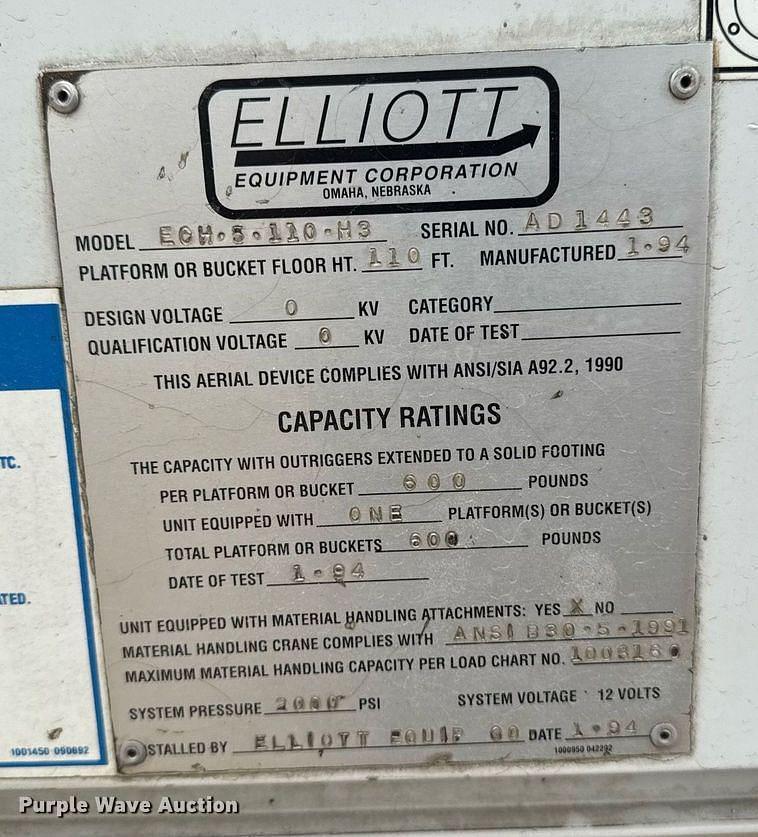 ELLIOTT
EQUIPMENT CORPORATION
OMAHA, NEBRASKA
MODEL ECH-5-110-H3 SERIAL NO. AD1443
PLATFORM OR BUCKET FLOOR HT. 110 FT. MANUFACTURED 1-94
DESIGN VOLTAGE 0 KV CATEGORY
QUALIFICATION VOLTAGE 0 KV DATE OF TEST
THIS AERIAL DEVICE COMPLIES WITH ANSI/SIA A92.2, 1990
CAPACITY RATINGS
THE CAPACITY WITH OUTRIGGERS EXTENDED TO A SOLID FOOTING
PER PLATFORM OR BUCKET 600 POUNDS
UNIT EQUIPPED WITH ONE PLATFORM(S) OR BUCKET(S)
TOTAL PLATFORM OR BUCKETS 600 POUNDS
DATE OF TEST 1-94
UNIT EQUIPPED WITH MATERIAL HANDLING ATTACHMENTS: YES X NO
MATERIAL HANDLING CRANE COMPLIES WITH ANSI B30-5-1991
MAXIMUM MATERIAL HANDLING CAPACITY PER LOAD CHART NO.
SYSTEM PRESSURE 2000 PSI SYSTEM VOLTAGE 12 VOLTS
STALLED BY ELLIOTT EQUIP CO DATE 1-94
1000950 042292
TC.
ATED.
1001450 090692
Purple Wave Auction